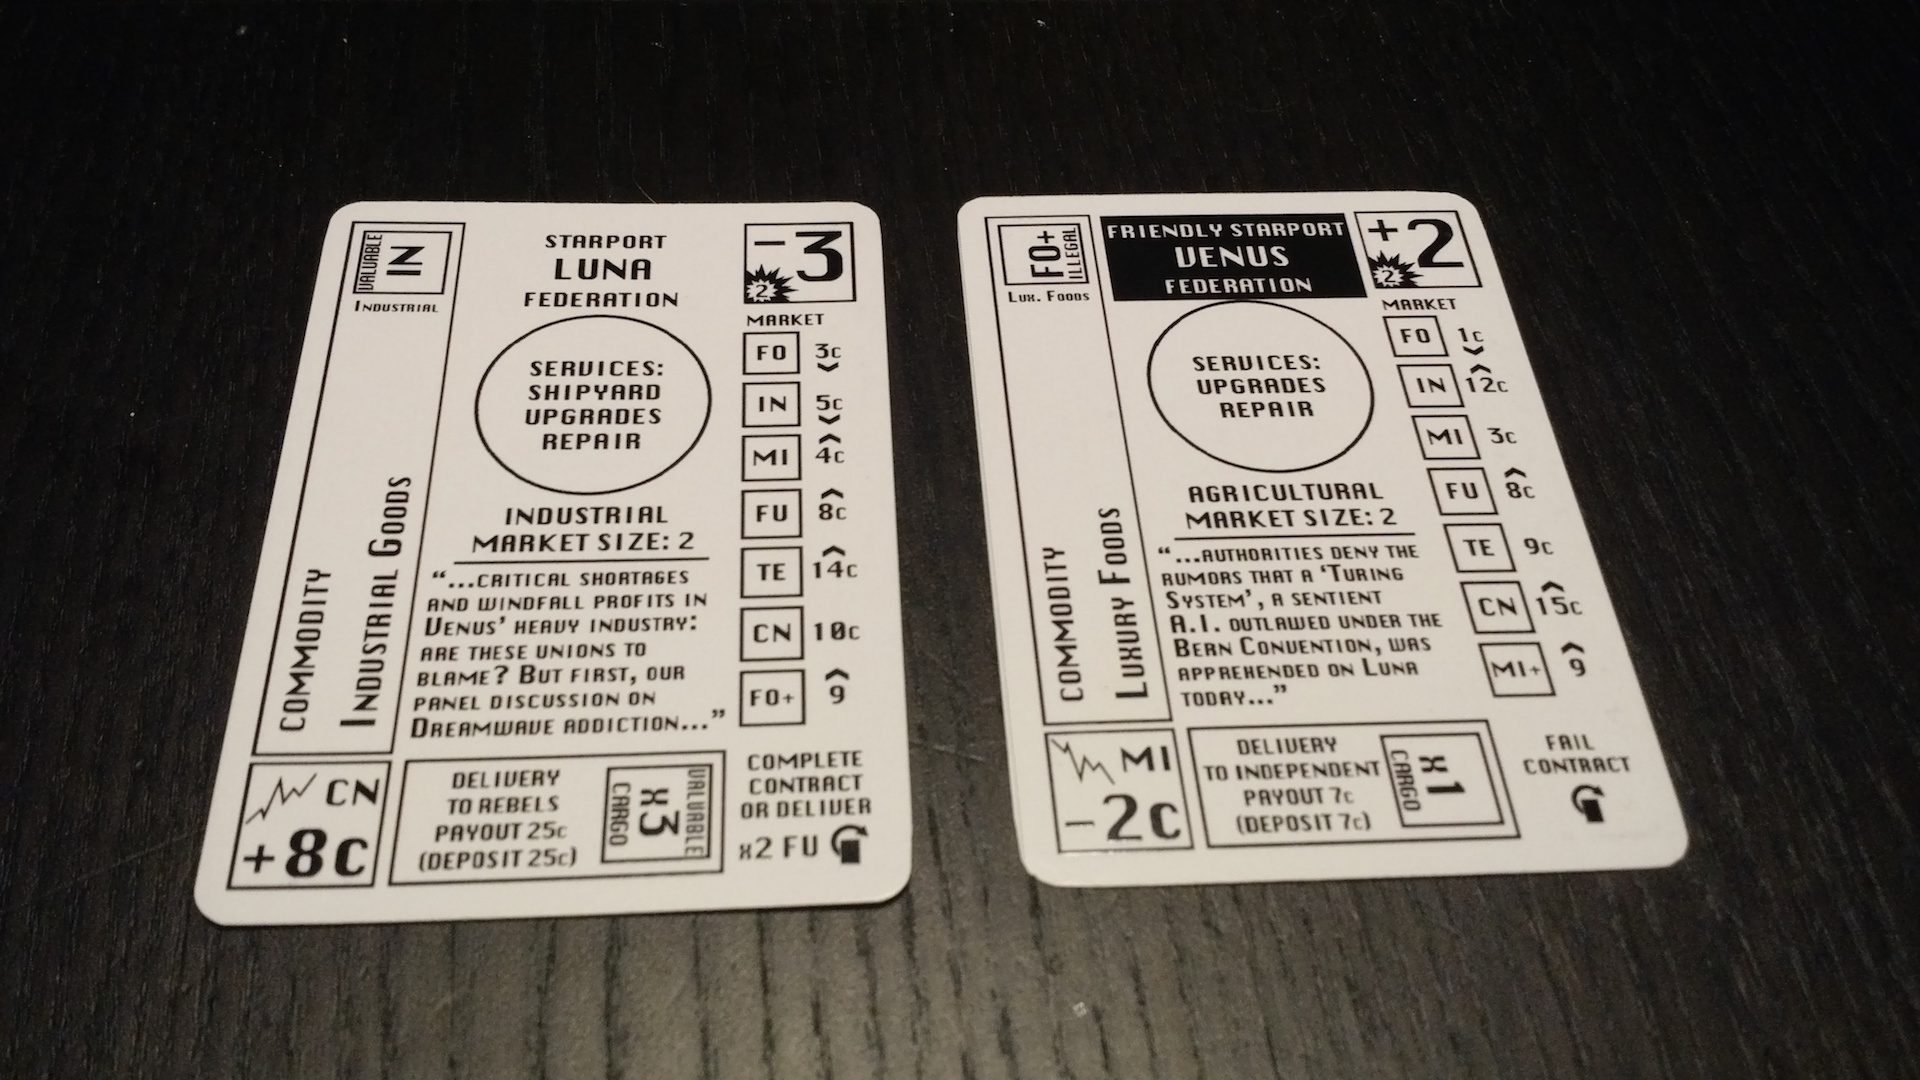 VALUABLE
IN
INDUSTRIAL
COMMODITY
INDUSTRIAL GOODS
STARPORT
LUNA
FEDERATION
-3
2
SERVICES:
SHIPYARD
UPGRADES
REPAIR
INDUSTRIAL
MARKET SIZE: 2
"...CRITICAL SHORTAGES
AND WINDFALL PROFITS IN
VENUS' HEAVY INDUSTRY:
ARE THESE UNIONS TO
BLAME? BUT FIRST, OUR
PANEL DISCUSSION ON
DREAMWAVE ADDICTION..."
MARKET
FO 3c
IN 5c
MI 4c
FU 8c
TE 14c
CN 10c
FO+ 9
CN
+8c
DELIVERY
TO REBELS
PAYOUT 25c
(DEPOSIT 25c)
VALUABLE
x3
CARGO
COMPLETE
CONTRACT
OR DELIVER
x2 FU
FO+
ILLEGAL
LUX. FOODS
COMMODITY
LUXURY FOODS
FRIENDLY STARPORT
VENUS
FEDERATION
+2
2
SERVICES:
UPGRADES
REPAIR
AGRICULTURAL
MARKET SIZE: 2
"...AUTHORITIES DENY THE
RUMORS THAT A 'TURING
SYSTEM', A SENTIENT
A.I. OUTLAWED UNDER THE
BERN CONVENTION, WAS
APPREHENDED ON LUNA
TODAY..."
MARKET
FO 1c
IN 12c
MI 3c
FU 8c
TE 9c
CN 15c
MI+ 9
MI
-2c
DELIVERY
TO INDEPENDENT
PAYOUT 7c
(DEPOSIT 7c)
x1
CARGO
FAIL
CONTRACT